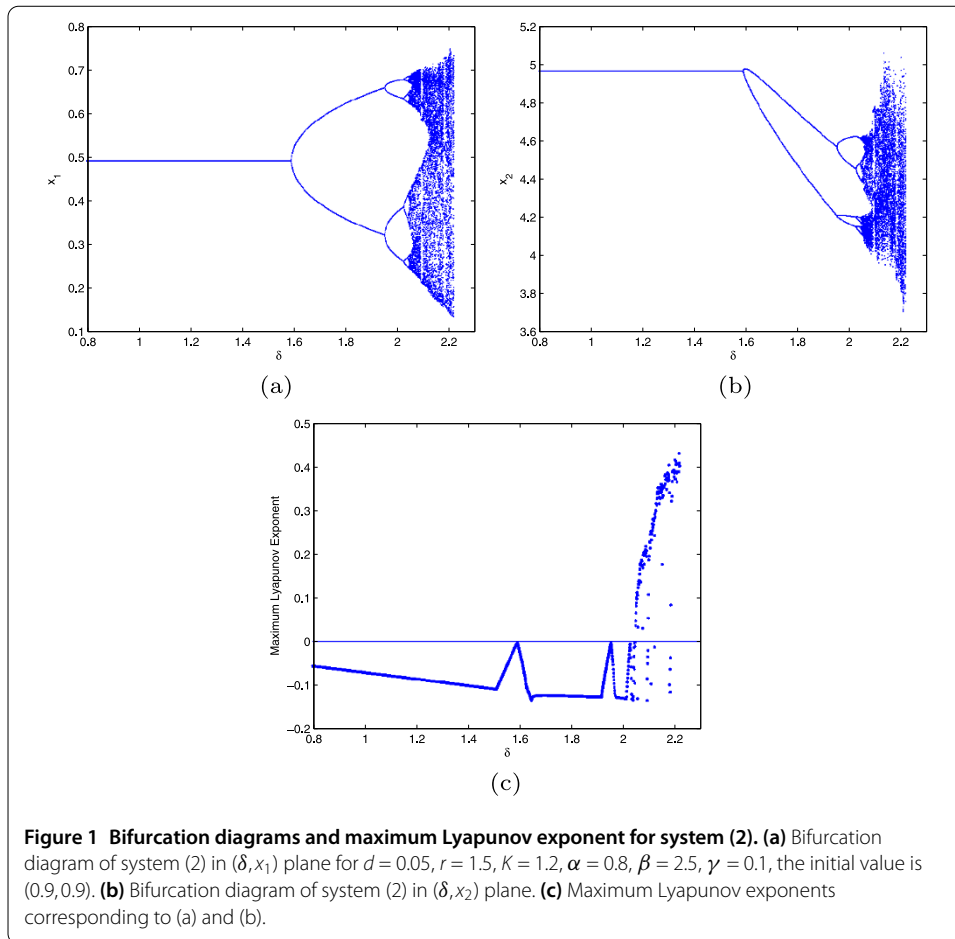 x₁
0.8
0.7
0.6
0.5
0.4
0.3
0.2
0.1
0.8 1 1.2 1.4 1.6 1.8 2 2.2
δ
(a)
x₂
5.2
5
4.8
4.6
4.4
4.2
4
3.8
3.6
0.8 1 1.2 1.4 1.6 1.8 2 2.2
δ
(b)
Maximum Lyapunov Exponent
0.5
0.4
0.3
0.2
0.1
0
−0.1
−0.2
0.8 1 1.2 1.4 1.6 1.8 2 2.2
δ
(c)
Figure 1 Bifurcation diagrams and maximum Lyapunov exponent for system (2). (a) Bifurcation
diagram of system (2) in (δ, x₁) plane for d = 0.05, r = 1.5, K = 1.2, α = 0.8, β = 2.5, γ = 0.1, the initial value is
(0.9, 0.9). (b) Bifurcation diagram of system (2) in (δ, x₂) plane. (c) Maximum Lyapunov exponents
corresponding to (a) and (b).